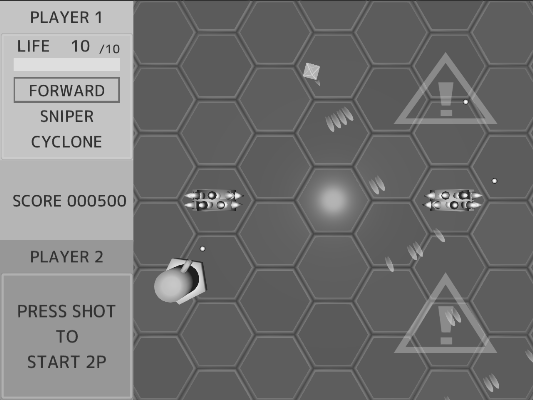 PLAYER 1
LIFE 10 /10
FORWARD
SNIPER
CYCLONE
SCORE 000500
PLAYER 2
PRESS SHOT
TO
START 2P
!
!